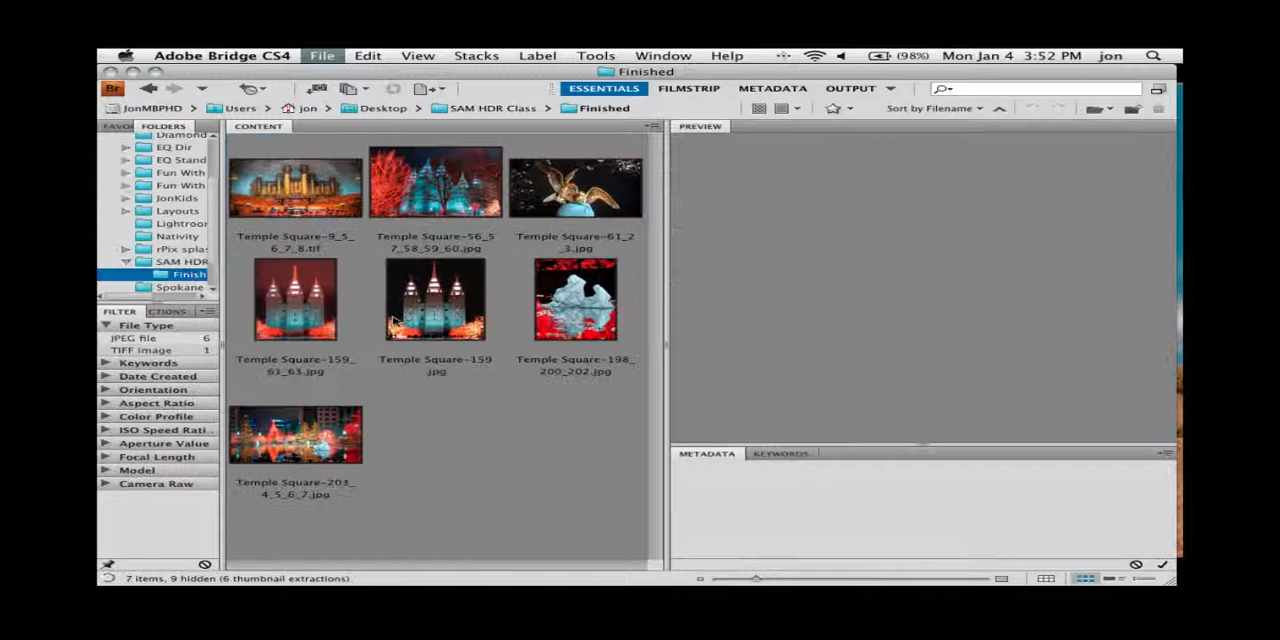 Adobe Bridge CS4 File Edit View Stacks Label Tools Window Help (98%) Mon Jan 4 3:52 PM jon
Finished
Br ESSENTIALS FILMSTRIP METADATA OUTPUT
JonMBPHD Users jon Desktop SAM HDR Class Finished Sort by Filename
FAVO FOLDERS CONTENT PREVIEW
Diamond
EQ Dir
EQ Stand
Fun With
Fun With
JonKids
Layouts
Lightroor
Nativity
rPix spla
SAM HDR
Finish
Spokane
Temple Square-9_5_
6_7_8.tif
Temple Square-56_5
7_58_59_60.jpg
Temple Square-61_2
_3.jpg
Temple Square-159_
61_63.jpg
Temple Square-159
.jpg
Temple Square-198_
200_202.jpg
Temple Square-203_
4_5_6_7.jpg
FILTER CTIONS
File Type
JPEG file 6
TIFF image 1
Keywords
Date Created
Orientation
Aspect Ratio
Color Profile
ISO Speed Rati..
Aperture Value
Focal Length
Model
Camera Raw
METADATA KEYWORDS
7 items, 9 hidden (6 thumbnail extractions)